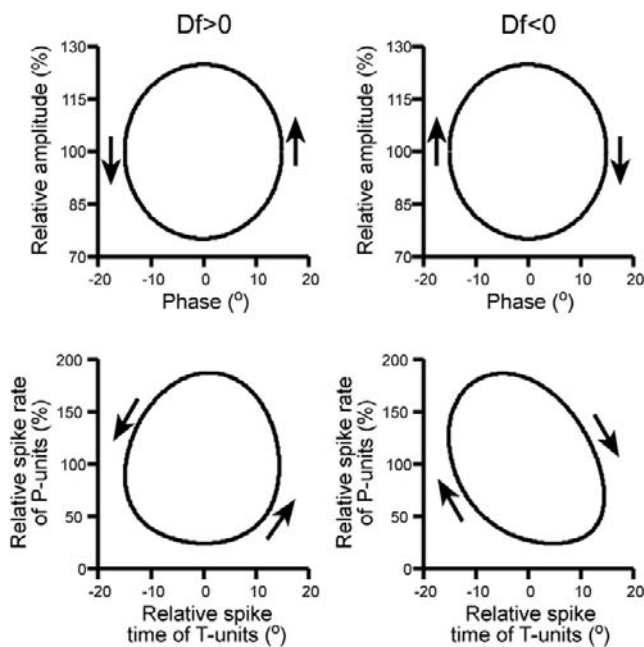 Df>0
Df<0
Relative amplitude (%)
130
115
100
85
70
-20
-10
0
10
20
Phase (º)
Relative amplitude (%)
130
115
100
85
70
-20
-10
0
10
20
Phase (º)
Relative spike rate
of P-units (%)
200
150
100
50
0
-20
-10
0
10
20
Relative spike
time of T-units (º)
Relative spike rate
of P-units (%)
200
150
100
50
0
-20
-10
0
10
20
Relative spike
time of T-units (º)